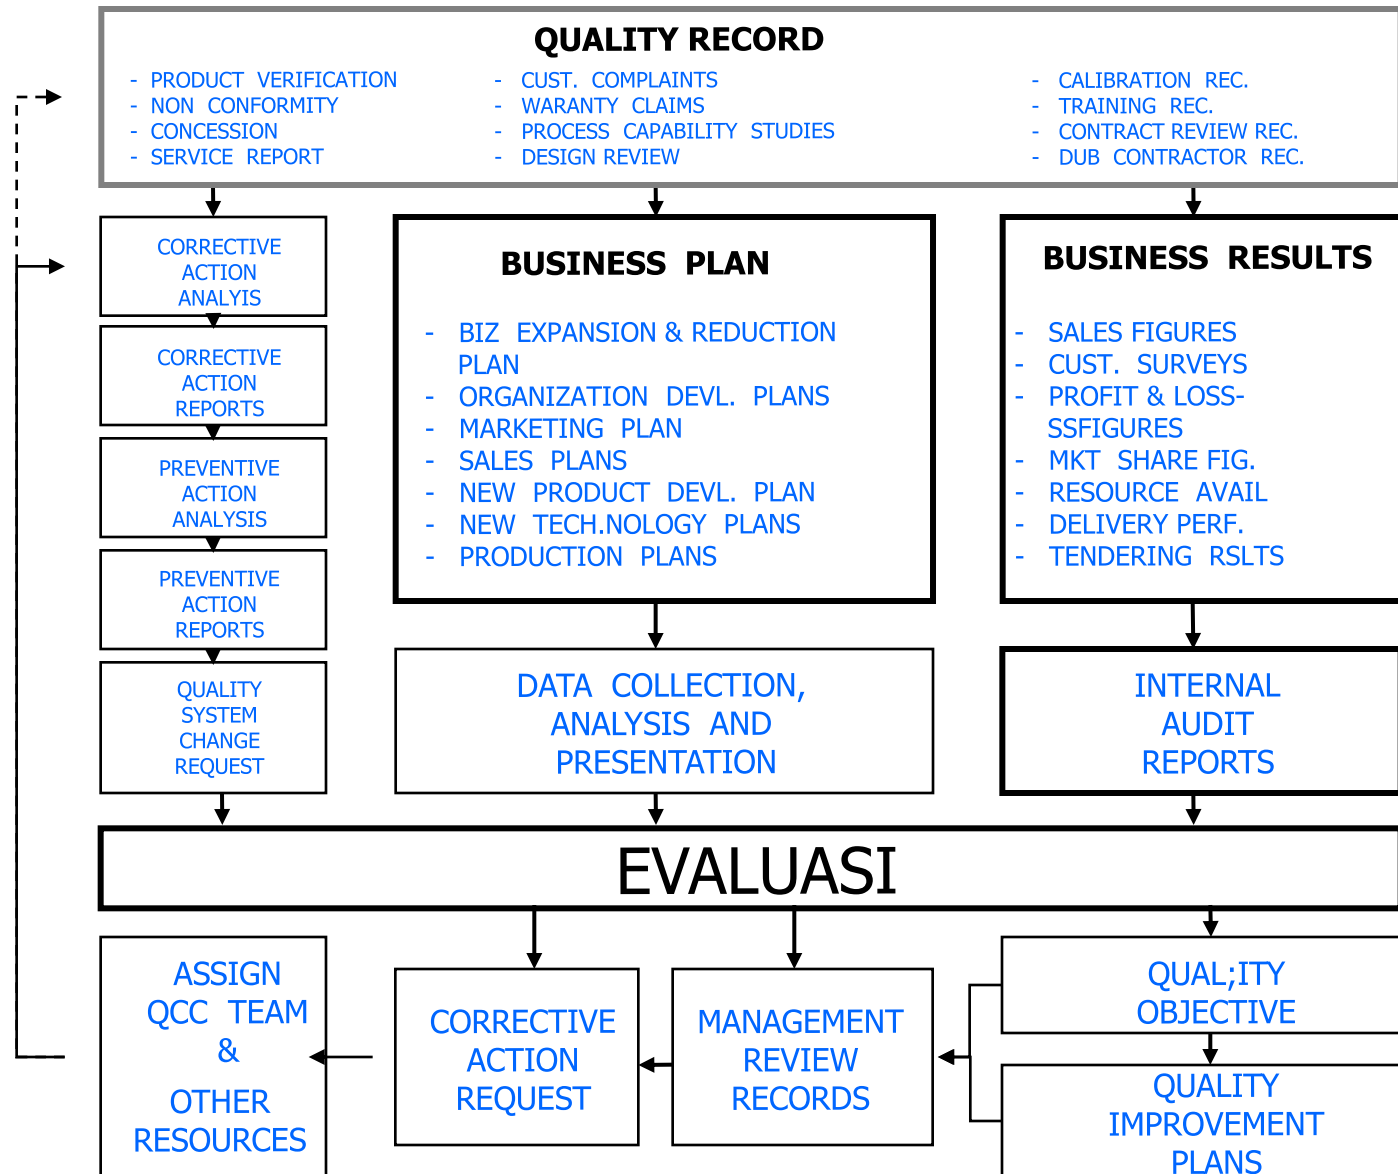 QUALITY RECORD
- PRODUCT VERIFICATION
- NON CONFORMITY
- CONCESSION
- SERVICE REPORT
- CUST. COMPLAINTS
- WARANTY CLAIMS
- PROCESS CAPABILITY STUDIES
- DESIGN REVIEW
- CALIBRATION REC.
- TRAINING REC.
- CONTRACT REVIEW REC.
- DUB CONTRACTOR REC.
CORRECTIVE
ACTION
ANALYIS
CORRECTIVE
ACTION
REPORTS
PREVENTIVE
ACTION
ANALYSIS
PREVENTIVE
ACTION
REPORTS
QUALITY
SYSTEM
CHANGE
REQUEST
BUSINESS PLAN
- BIZ EXPANSION & REDUCTION
PLAN
- ORGANIZATION DEVL. PLANS
- MARKETING PLAN
- SALES PLANS
- NEW PRODUCT DEVL. PLAN
- NEW TECH.NOLOGY PLANS
- PRODUCTION PLANS
DATA COLLECTION,
ANALYSIS AND
PRESENTATION
BUSINESS RESULTS
- SALES FIGURES
- CUST. SURVEYS
- PROFIT & LOSS-
SSFIGURES
- MKT SHARE FIG.
- RESOURCE AVAIL
- DELIVERY PERF.
- TENDERING RSLTS
INTERNAL
AUDIT
REPORTS
EVALUASI
ASSIGN
QCC TEAM
&
OTHER
RESOURCES
CORRECTIVE
ACTION
REQUEST
MANAGEMENT
REVIEW
RECORDS
QUAL;ITY
OBJECTIVE
QUALITY
IMPROVEMENT
PLANS